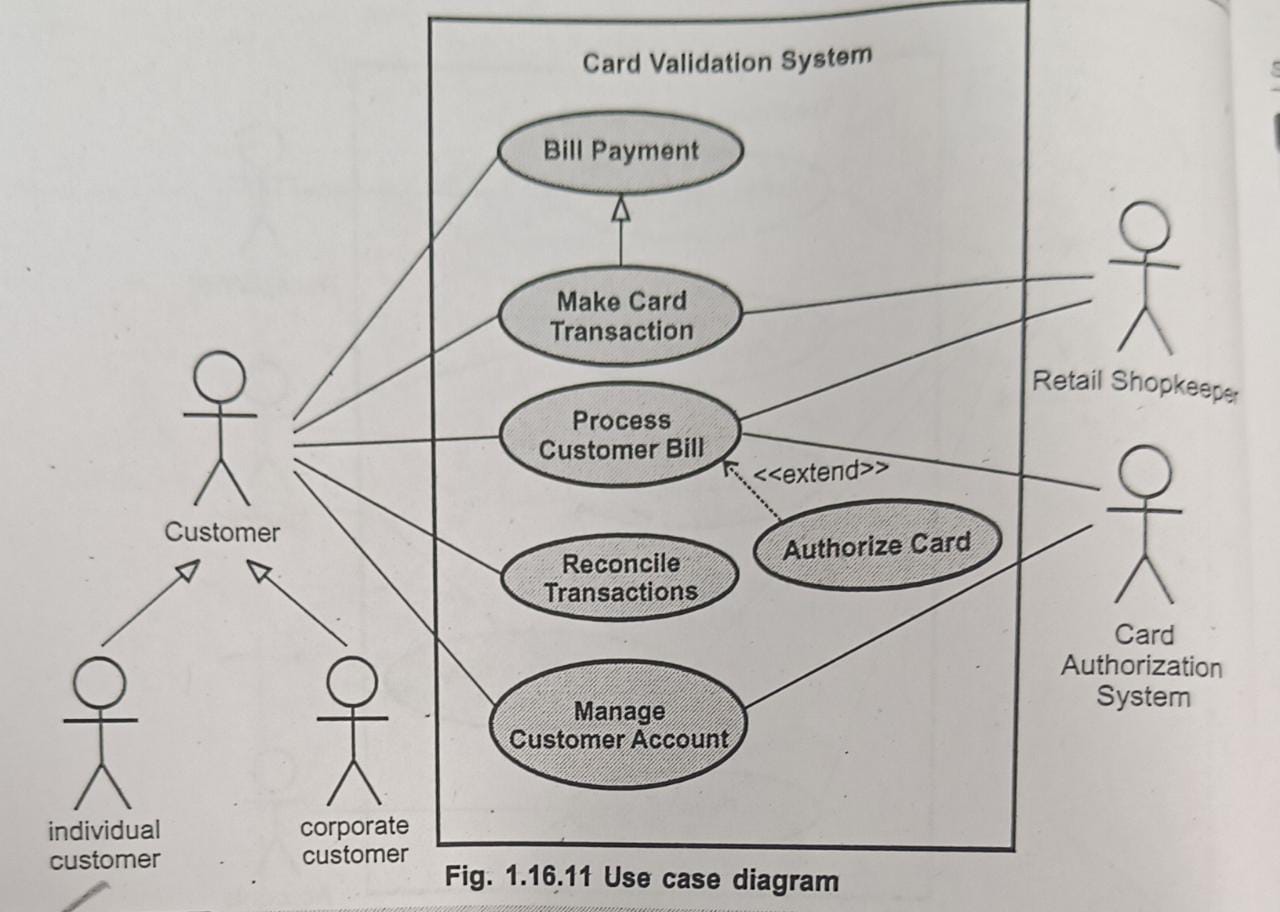 Card Validation System
Bill Payment
Make Card
Transaction
Retail Shopkeeper
Process
Customer Bill
<<extend>>
Customer
Authorize Card
Reconcile
Transactions
Card
Authorization
System
Manage
Customer Account
individual
customer
corporate
customer
Fig. 1.16.11 Use case diagram